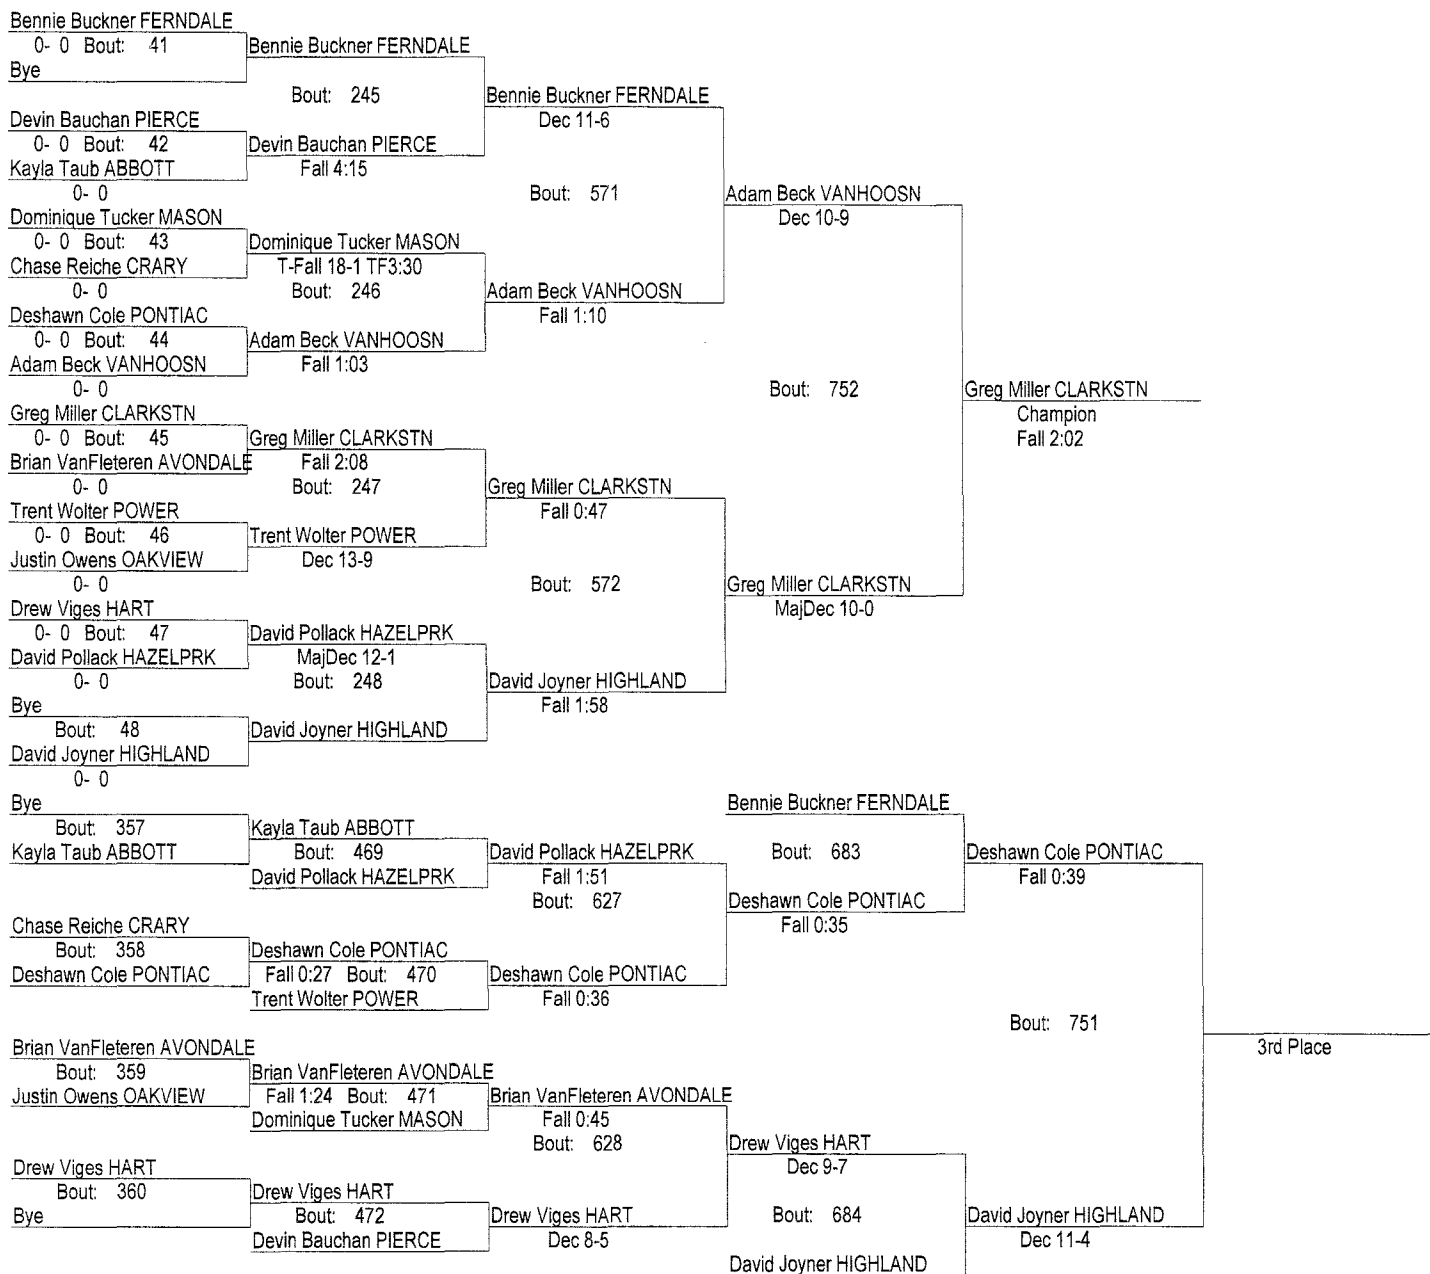 Bennie Buckner FERNDALE
0- 0 Bout: 41
Bennie Buckner FERNDALE
Bye
Bout: 245
Bennie Buckner FERNDALE
Dec 11-6
Devin Bauchan PIERCE
0- 0 Bout: 42
Devin Bauchan PIERCE
Kayla Taub ABBOTT
Fall 4:15
0- 0
Bout: 571
Adam Beck VANHOOSN
Dec 10-9
Dominique Tucker MASON
0- 0 Bout: 43
Dominique Tucker MASON
Chase Reiche CRARY
T-Fall 18-1 TF3:30
0- 0
Bout: 246
Adam Beck VANHOOSN
Fall 1:10
Deshawn Cole PONTIAC
0- 0 Bout: 44
Adam Beck VANHOOSN
Adam Beck VANHOOSN
Fall 1:03
0- 0
Bout: 752
Greg Miller CLARKSTN
Champion
Fall 2:02
Greg Miller CLARKSTN
0- 0 Bout: 45
Greg Miller CLARKSTN
Brian VanFleteren AVONDALE
Fall 2:08
0- 0
Bout: 247
Greg Miller CLARKSTN
Fall 0:47
Trent Wolter POWER
0- 0 Bout: 46
Trent Wolter POWER
Justin Owens OAKVIEW
Dec 13-9
0- 0
Bout: 572
Greg Miller CLARKSTN
MajDec 10-0
Drew Viges HART
0- 0 Bout: 47
David Pollack HAZELPRK
David Pollack HAZELPRK
MajDec 12-1
0- 0
Bout: 248
David Joyner HIGHLAND
Fall 1:58
Bye
Bout: 48
David Joyner HIGHLAND
David Joyner HIGHLAND
0- 0
Bye
Bout: 357
Kayla Taub ABBOTT
Kayla Taub ABBOTT
Bout: 469
David Pollack HAZELPRK
David Pollack HAZELPRK
Fall 1:51
Bout: 627
Bennie Buckner FERNDALE
Bout: 683
Deshawn Cole PONTIAC
Fall 0:39
Deshawn Cole PONTIAC
Fall 0:35
Chase Reiche CRARY
Bout: 358
Deshawn Cole PONTIAC
Deshawn Cole PONTIAC
Fall 0:27 Bout: 470
Deshawn Cole PONTIAC
Trent Wolter POWER
Fall 0:36
Bout: 751
3rd Place
Brian VanFleteren AVONDALE
Bout: 359
Brian VanFleteren AVONDALE
Justin Owens OAKVIEW
Fall 1:24 Bout: 471
Brian VanFleteren AVONDALE
Dominique Tucker MASON
Fall 0:45
Bout: 628
Drew Viges HART
Dec 9-7
Drew Viges HART
Bout: 360
Drew Viges HART
Bye
Bout: 472
Drew Viges HART
Devin Bauchan PIERCE
Dec 8-5
Bout: 684
David Joyner HIGHLAND
Dec 11-4
David Joyner HIGHLAND